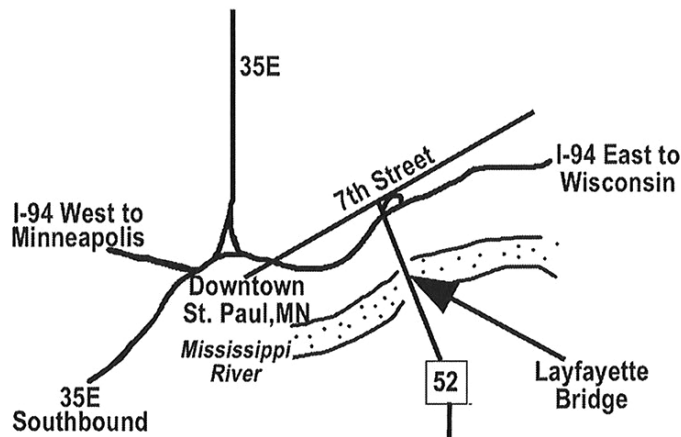 35E
7th Street
I-94 East to
Wisconsin
I-94 West to
Minneapolis
Downtown
St. Paul,MN
Mississippi
River
52
Layfayette
Bridge
35E
Southbound